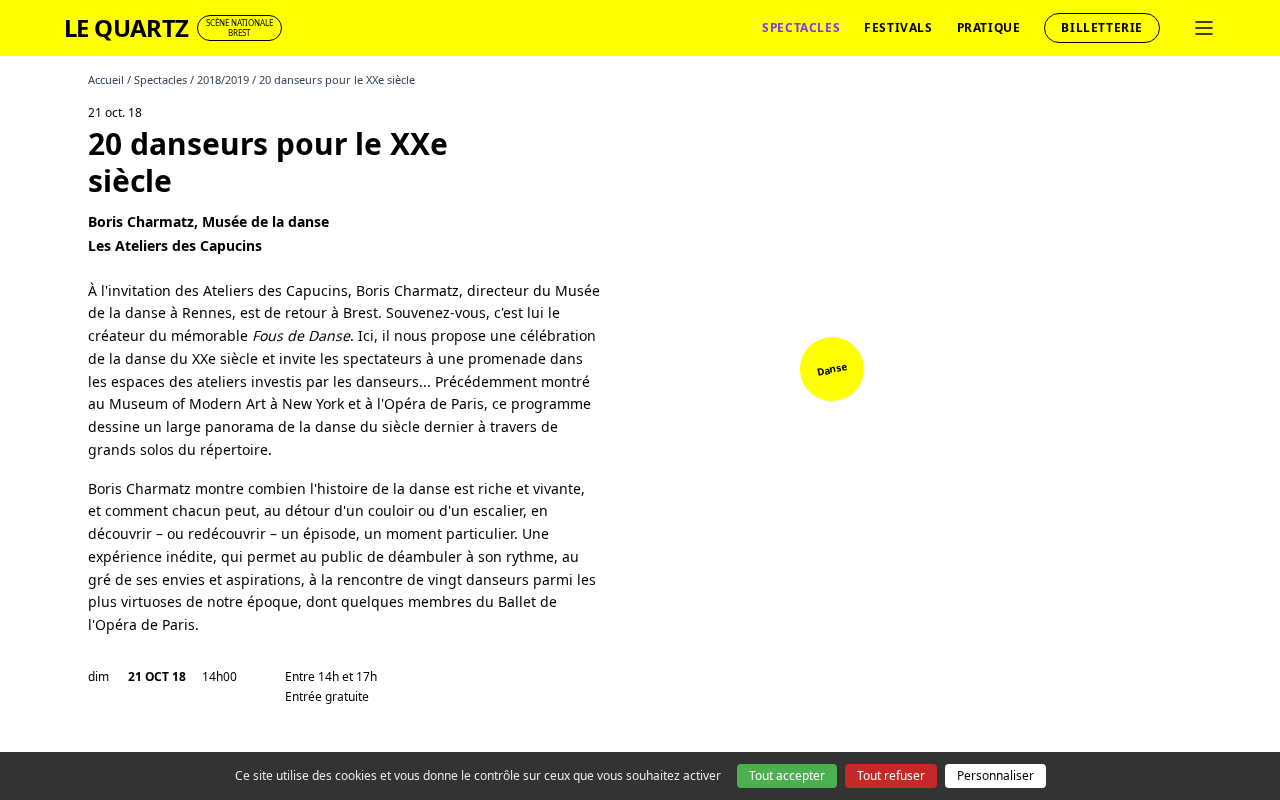 LE QUARTZ
SCÈNE NATIONALE
BREST
SPECTACLES
FESTIVALS
PRATIQUE
BILLETTERIE
Accueil / Spectacles / 2018/2019 / 20 danseurs pour le XXe siècle
21 oct. 18
20 danseurs pour le XXe
siècle
Boris Charmatz, Musée de la danse
Les Ateliers des Capucins
À l'invitation des Ateliers des Capucins, Boris Charmatz, directeur du Musée
de la danse à Rennes, est de retour à Brest. Souvenez-vous, c'est lui le
créateur du mémorable Fous de Danse. Ici, il nous propose une célébration
de la danse du XXe siècle et invite les spectateurs à une promenade dans
les espaces des ateliers investis par les danseurs... Précédemment montré
au Museum of Modern Art à New York et à l'Opéra de Paris, ce programme
dessine un large panorama de la danse du siècle dernier à travers de
grands solos du répertoire.
Boris Charmatz montre combien l'histoire de la danse est riche et vivante,
et comment chacun peut, au détour d'un couloir ou d'un escalier, en
découvrir – ou redécouvrir – un épisode, un moment particulier. Une
expérience inédite, qui permet au public de déambuler à son rythme, au
gré de ses envies et aspirations, à la rencontre de vingt danseurs parmi les
plus virtuoses de notre époque, dont quelques membres du Ballet de
l'Opéra de Paris.
Danse
dim 21 OCT 18 14h00 Entre 14h et 17h
Entrée gratuite
Ce site utilise des cookies et vous donne le contrôle sur ceux que vous souhaitez activer
Tout accepter
Tout refuser
Personnaliser